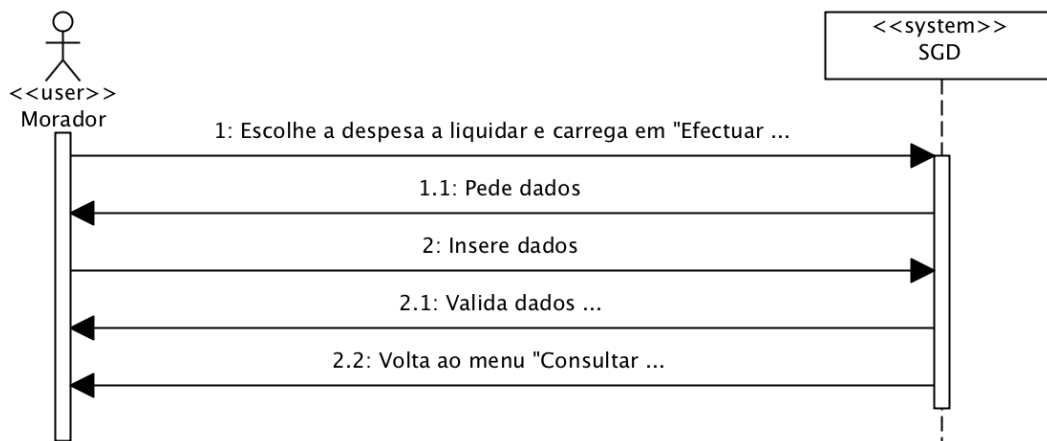 <<system>>
SGD
<<user>>
Morador
1: Escolhe a despesa a liquidar e carrega em "Efectuar ...
1.1: Pede dados
2: Insere dados
2.1: Valida dados ...
2.2: Volta ao menu "Consultar ...